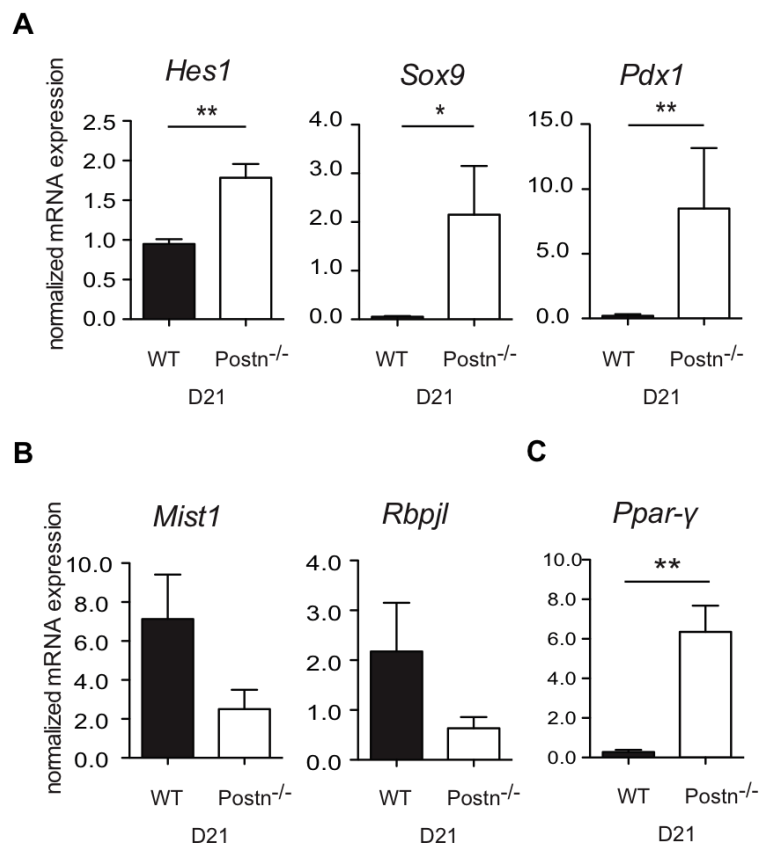 A
Hes1
Sox9
Pdx1
normalized mRNA expression
**
*
**
2.5
2.0
1.5
1.0
0.5
0.0
4.0
3.0
2.0
1.0
0.0
15.0
10.0
5.0
0.0
WT Postn-/-
WT Postn-/-
WT Postn-/-
D21
D21
D21
B
C
Mist1
Rbpjl
Ppar-γ
normalized mRNA expression
**
10.0
8.0
6.0
4.0
2.0
0.0
4.0
3.0
2.0
1.0
0.0
10.0
8.0
6.0
4.0
2.0
0.0
WT Postn-/-
WT Postn-/-
WT Postn-/-
D21
D21
D21